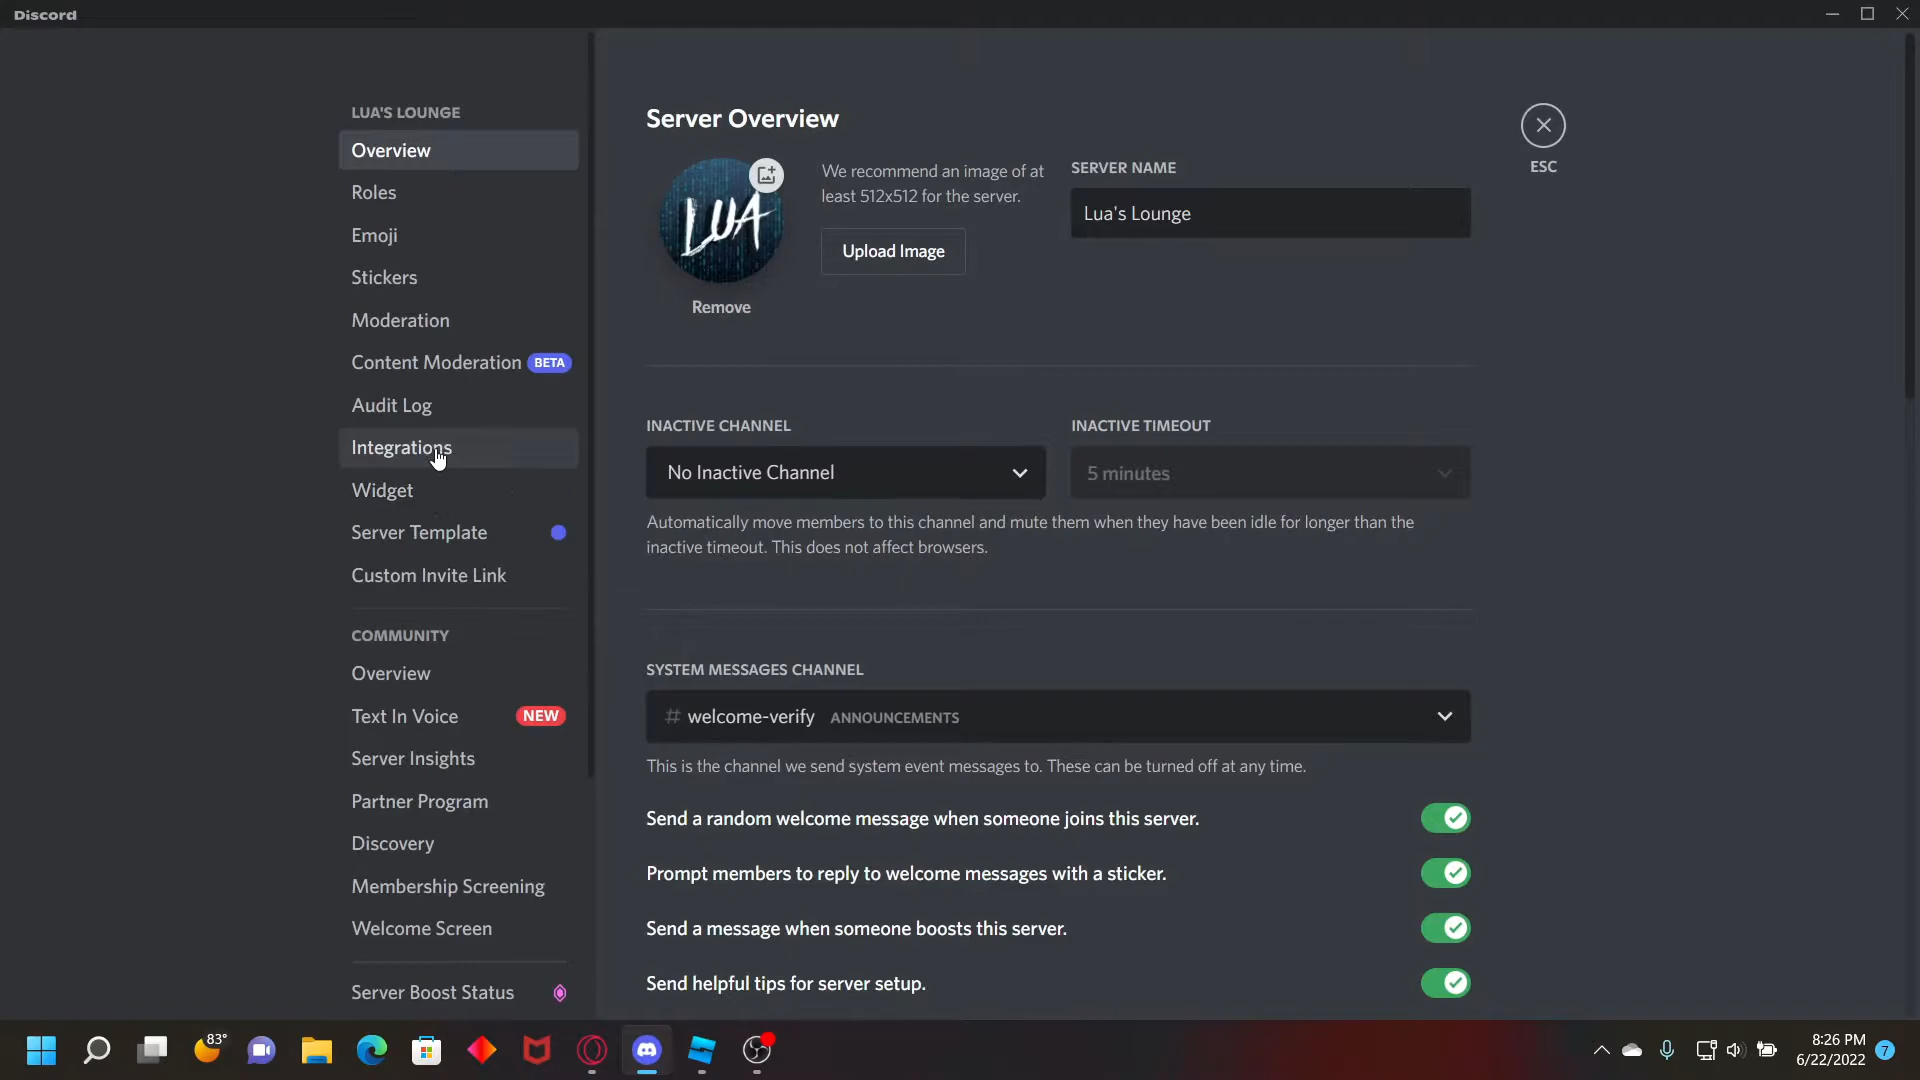 Discord
LUA'S LOUNGE
Overview
Roles
Emoji
Stickers
Moderation
Content Moderation BETA
Audit Log
Integrations
Widget
Server Template
Custom Invite Link
COMMUNITY
Overview
Text In Voice NEW
Server Insights
Partner Program
Discovery
Membership Screening
Welcome Screen
Server Boost Status
Server Overview
LUA
Remove
We recommend an image of at
least 512x512 for the server.
Upload Image
SERVER NAME
Lua's Lounge
ESC
INACTIVE CHANNEL
No Inactive Channel
INACTIVE TIMEOUT
5 minutes
Automatically move members to this channel and mute them when they have been idle for longer than the
inactive timeout. This does not affect browsers.
SYSTEM MESSAGES CHANNEL
# welcome-verify ANNOUNCEMENTS
This is the channel we send system event messages to. These can be turned off at any time.
Send a random welcome message when someone joins this server.
Prompt members to reply to welcome messages with a sticker.
Send a message when someone boosts this server.
Send helpful tips for server setup.
83°
8:26 PM
6/22/2022
7